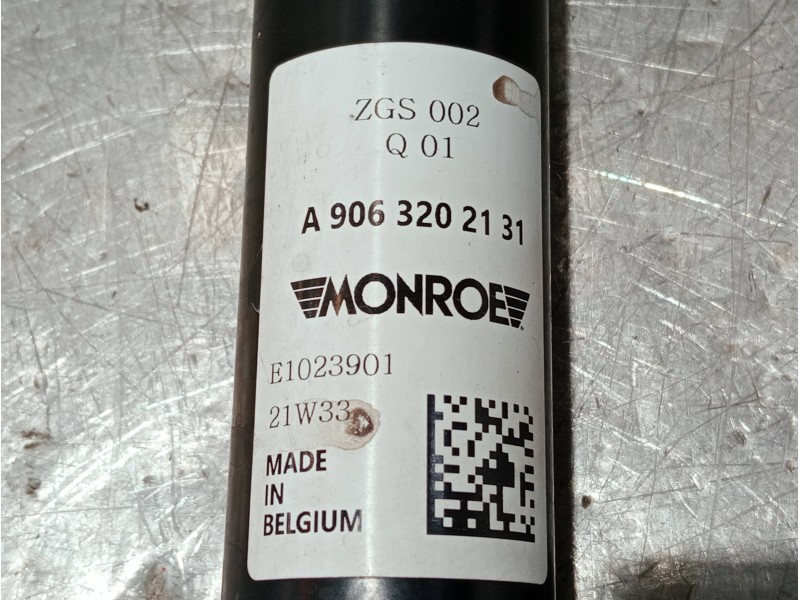 ZGS 002
Q 01
A 906 320 21 31
MONROE
E1023901
21W33
MADE
IN
BELGIUM